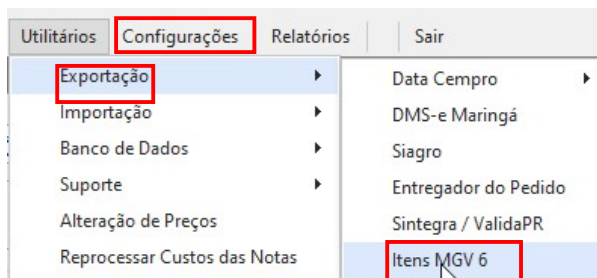 Utilitários Configurações Relatórios Sair
Exportação
Importação
Banco de Dados
Suporte
Alteração de Preços
Reprocessar Custos das Notas
Data Cempro
DMS-e Maringá
Siagro
Entregador do Pedido
Sintegra / ValidaPR
Itens MGV 6